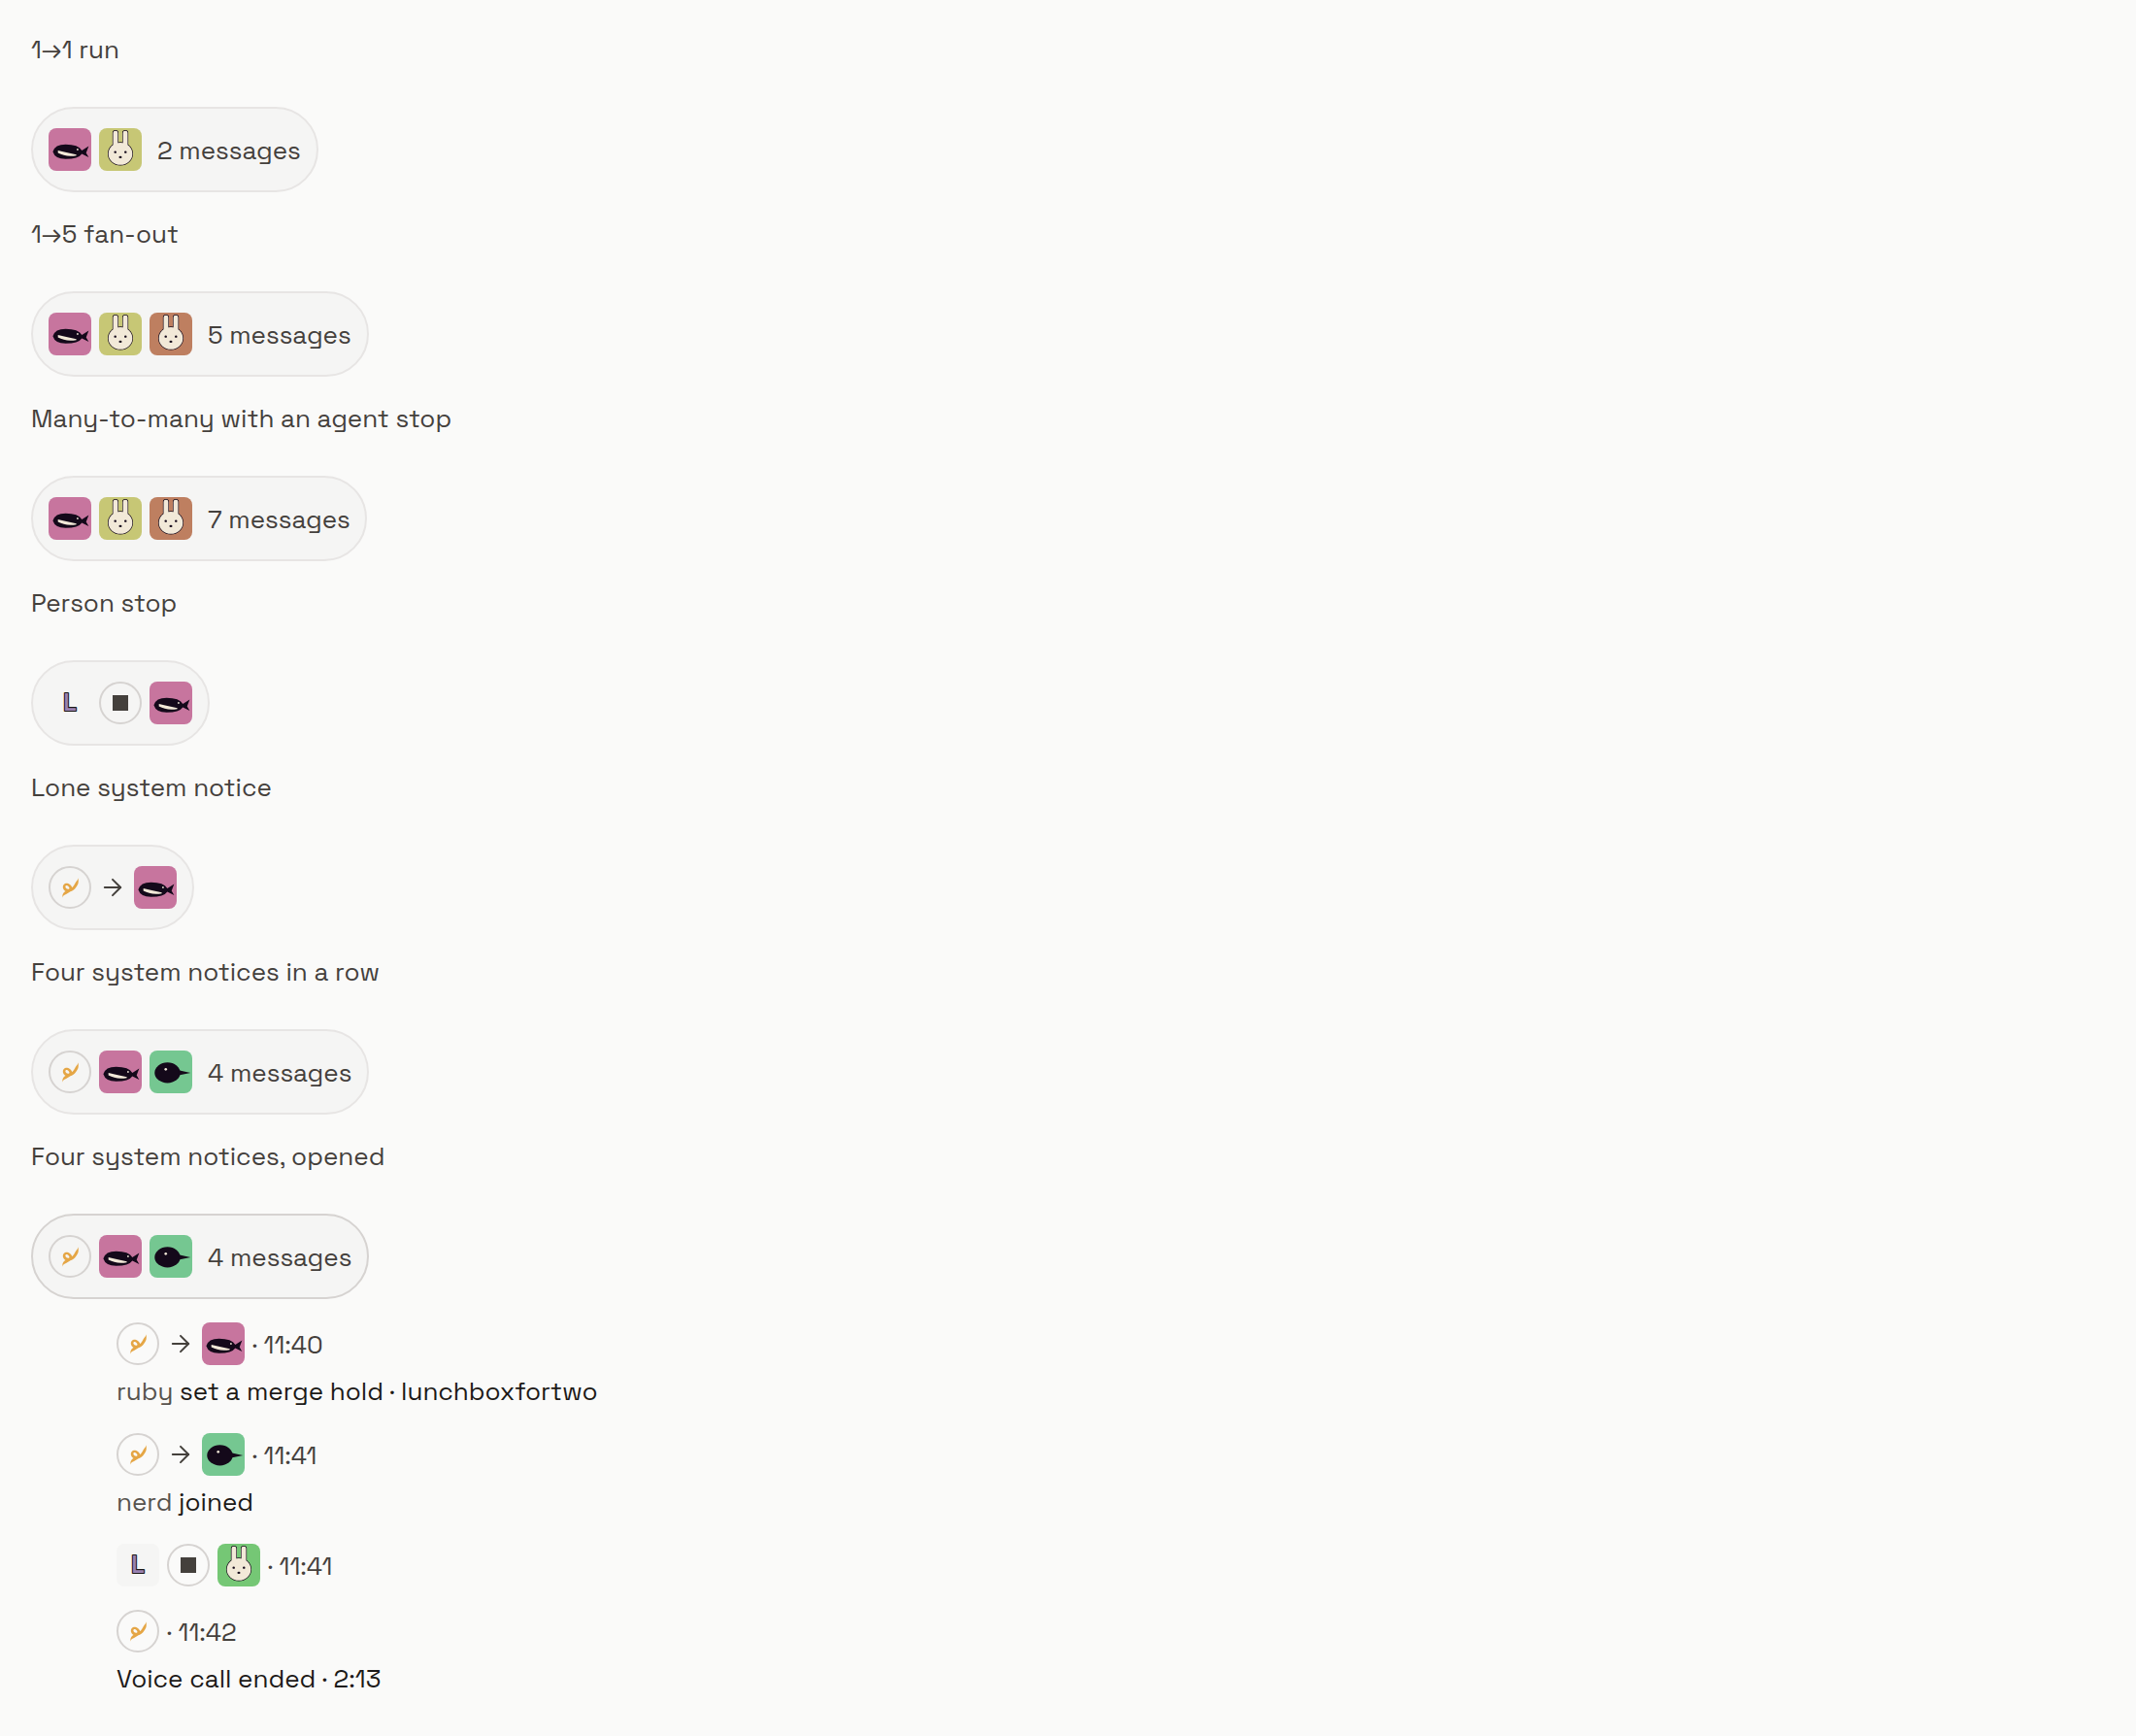 1→1 run
2 messages
1→5 fan-out
5 messages
Many-to-many with an agent stop
7 messages
Person stop
L
Lone system notice
→
Four system notices in a row
4 messages
Four system notices, opened
4 messages
→ · 11:40
ruby set a merge hold · lunchboxfortwo
→ · 11:41
nerd joined
L · 11:41
· 11:42
Voice call ended · 2:13